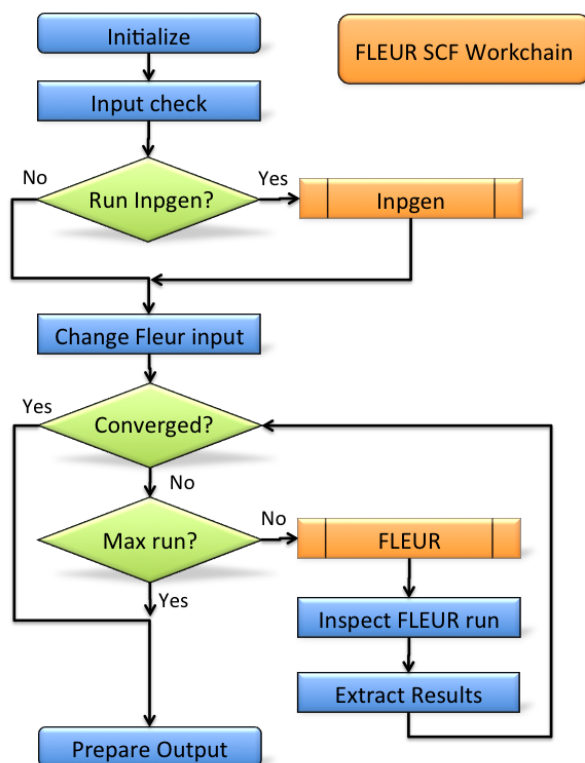 Initialize
FLEUR SCF Workchain
Input check
No
Yes
Run Inpgen?
Inpgen
Change Fleur input
Yes
Converged?
No
Max run?
No
FLEUR
Yes
Inspect FLEUR run
Extract Results
Prepare Output